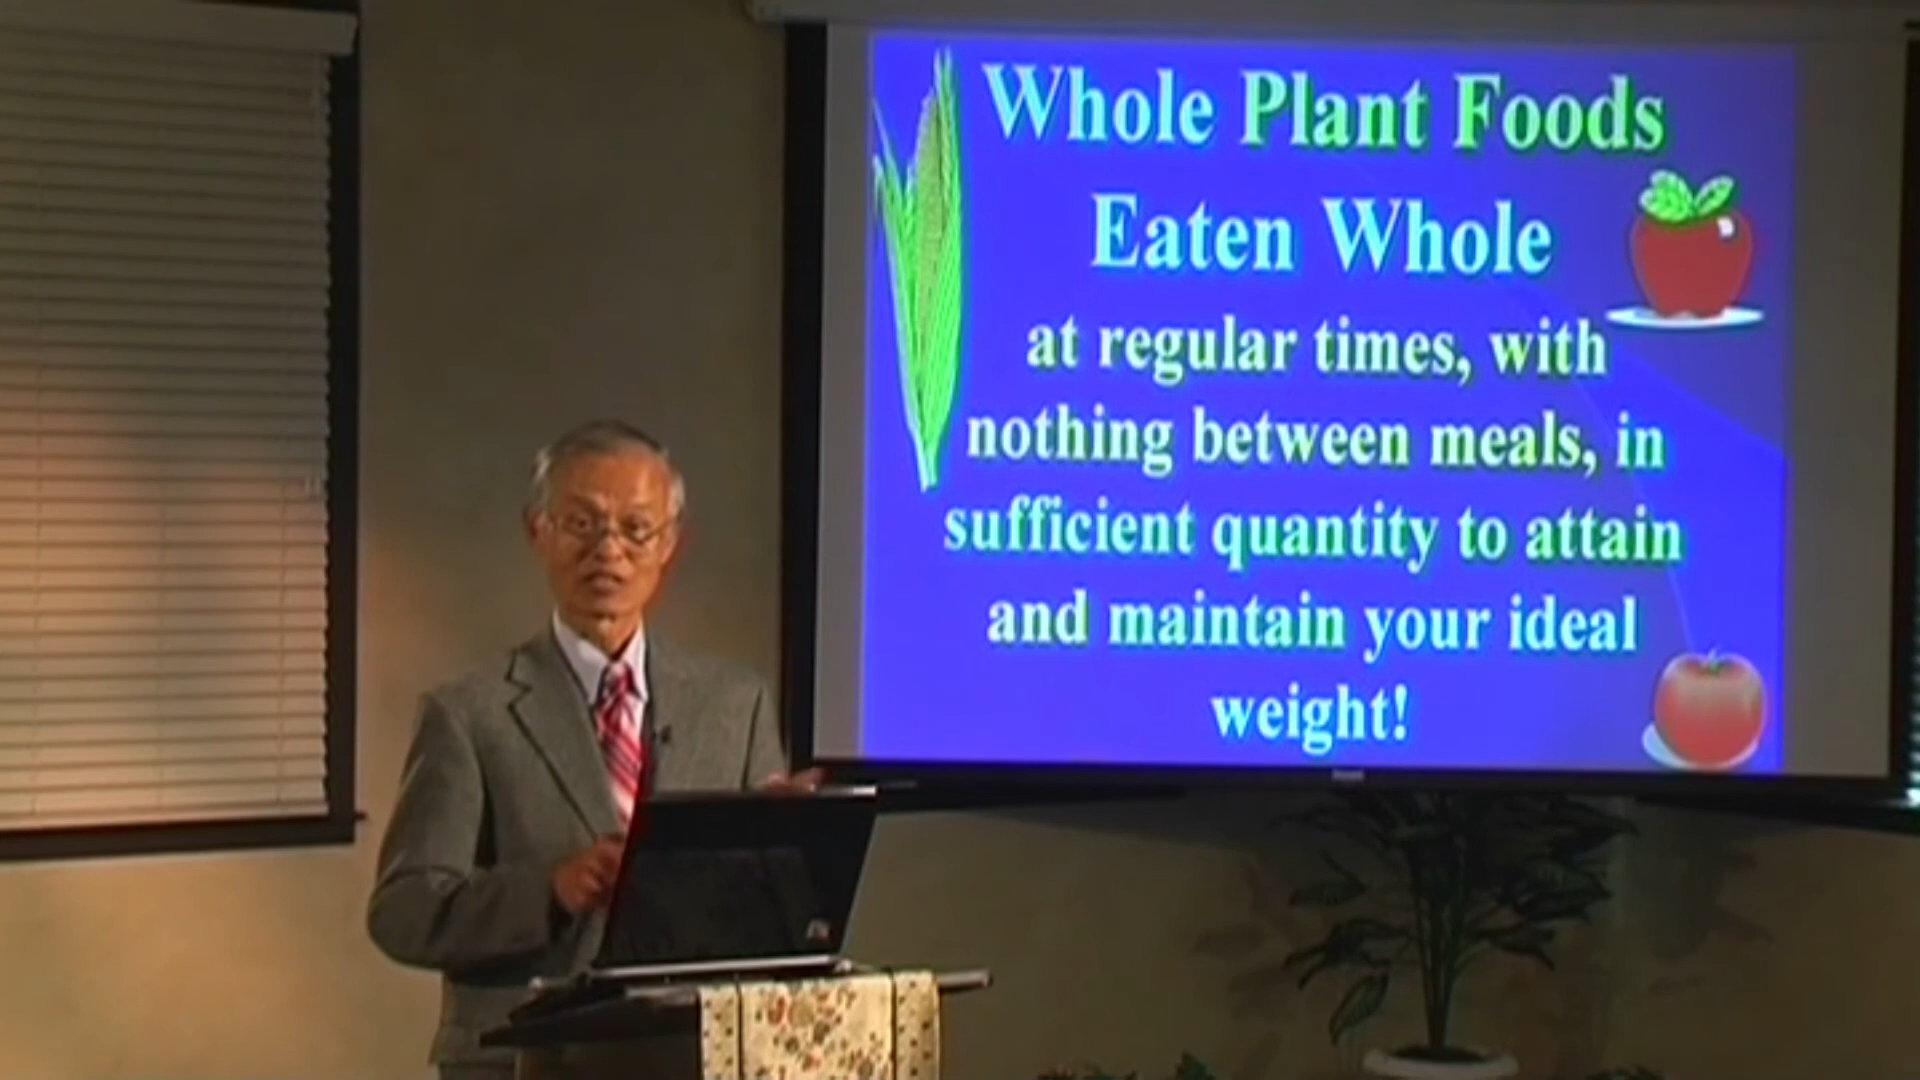 Whole Plant Foods
Eaten Whole
at regular times, with
nothing between meals, in
sufficient quantity to attain
and maintain your ideal
weight!